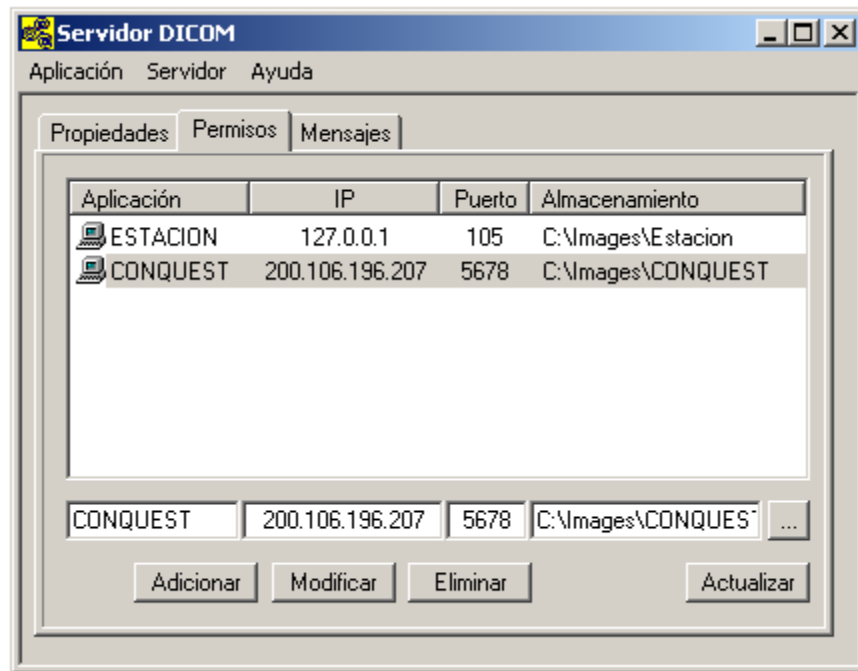 Servidor DICOM
Aplicación Servidor Ayuda
Propiedades Permisos Mensajes
Aplicación IP Puerto Almacenamiento
ESTACION 127.0.0.1 105 C:\Images\Estacion
CONQUEST 200.106.196.207 5678 C:\Images\CONQUEST
CONQUEST 200.106.196.207 5678 C:\Images\CONQUES ...
Adicionar Modificar Eliminar Actualizar